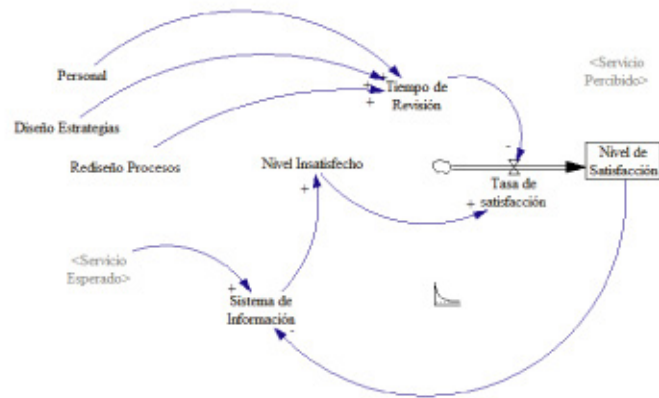 Personal
<Servicio
Percibido>
Tiempo de
Revisión
Diseño Estrategias
Rediseño Procesos
Nivel Insatisfecho
Nivel de
Satisfacción
Tasa de
satisfacción
<Servicio
Esperado>
Sistema de
Información
+
+
+
-
+
+
+
-